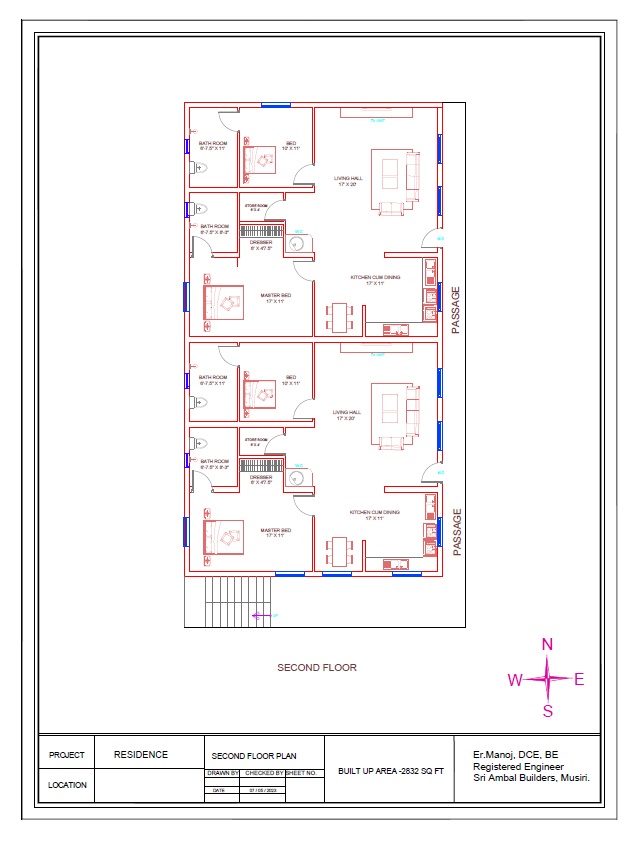 TV UNIT
BATH ROOM
6'-7.5" X 11'
BED
10' X 11'
LIVING HALL
17' X 20'
STORE ROOM
BATH ROOM
6'-7.5" X 8'-3"
DRESSER
6' X 4'7.5"
KITCHEN CUM DINING
17' X 11'
MASTER BED
17' X 11'
PASSAGE
TV UNIT
BATH ROOM
6'-7.5" X 11'
BED
10' X 11'
LIVING HALL
17' X 20'
STORE ROOM
BATH ROOM
6'-7.5" X 8'-3"
DRESSER
6' X 4'7.5"
KITCHEN CUM DINING
17' X 11'
MASTER BED
17' X 11'
PASSAGE
UP
SECOND FLOOR
N
W
E
S
PROJECT
RESIDENCE
LOCATION
SECOND FLOOR PLAN
DRAWN BY
CHECKED BY
SHEET NO.
DATE
07 / 05 / 2023
BUILT UP AREA -2832 SQ FT
Er.Manoj, DCE, BE
Registered Engineer
Sri Ambal Builders, Musiri.